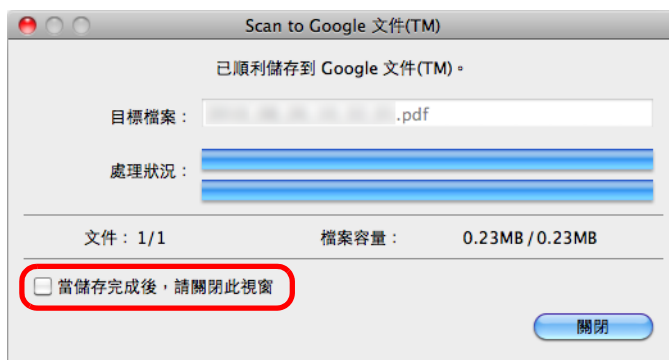 Scan to Google 文件(TM)
已順利儲存到 Google 文件(TM)。
目標檔案： .pdf
處理狀況：
文件： 1/1 檔案容量： 0.23MB / 0.23MB
當儲存完成後，請關閉此視窗
關閉